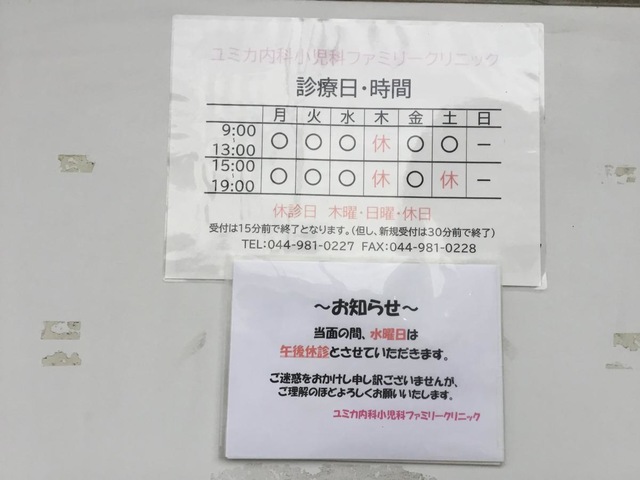 ユミカ内科小児科ファミリークリニック
診療日・時間
月 火 水 木 金 土 日
9:00 13:00 〇 〇 〇 休 〇 〇 ー
15:00 19:00 〇 〇 〇 休 〇 休 ー
休診日 木曜・日曜・休日
受付は15分前で終了となります。(但し、新規受付は30分前で終了)
TEL:044-981-0227 FAX:044-981-0228
～お知らせ～
当面の間、水曜日は
午後休診とさせていただきます。
ご迷惑をおかけし申し訳ございませんが、
ご理解のほどよろしくお願いいたします。
ユミカ内科小児科ファミリークリニック